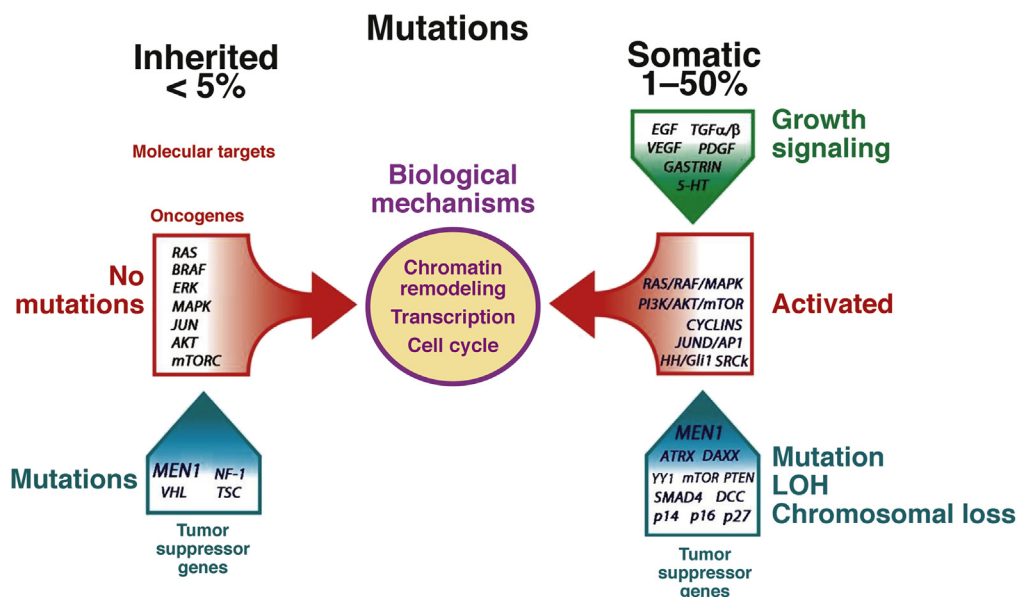 Mutations
Inherited
< 5%
Molecular targets
Oncogenes
No
mutations
RAS
BRAF
ERK
MAPK
JUN
AKT
mTORC
Mutations
MEN1 NF-1
VHL TSC
Tumor
suppressor
genes
Biological
mechanisms
Chromatin
remodeling
Transcription
Cell cycle
Somatic
1–50%
EGF TGFα/β
VEGF PDGF
GASTRIN
5-HT
Growth
signaling
RAS/RAF/MAPK
PI3K/AKT/mTOR
CYCLINS
JUND/AP1
HH/Gli1 SRCk
Activated
MEN1
ATRX DAXX
YY1 mTOR PTEN
SMAD4 DCC
p14 p16 p27
Mutation
LOH
Chromosomal loss
Tumor
suppressor
genes